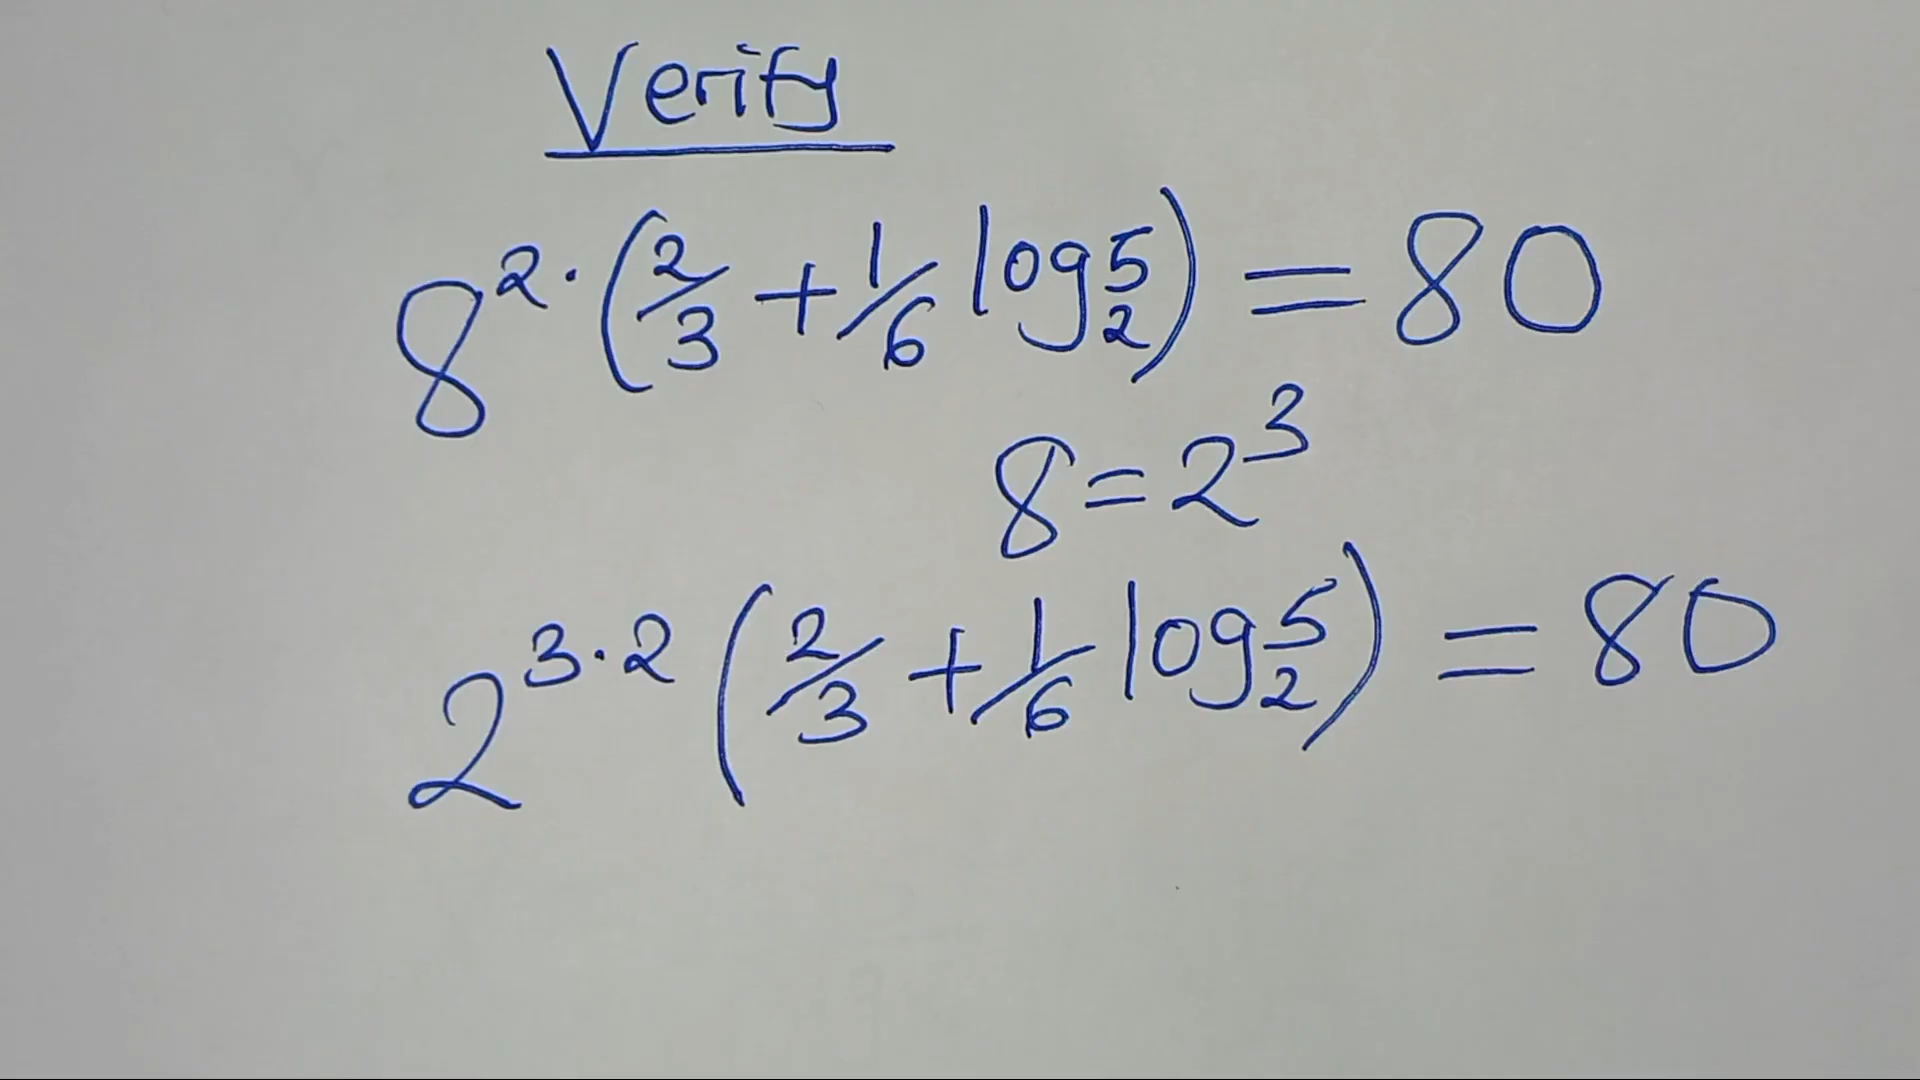 Verify
8^2·(2/3 + 1/6 log_2 5) = 80
8 = 2^3
2^3·2 (2/3 + 1/6 log_2 5) = 80